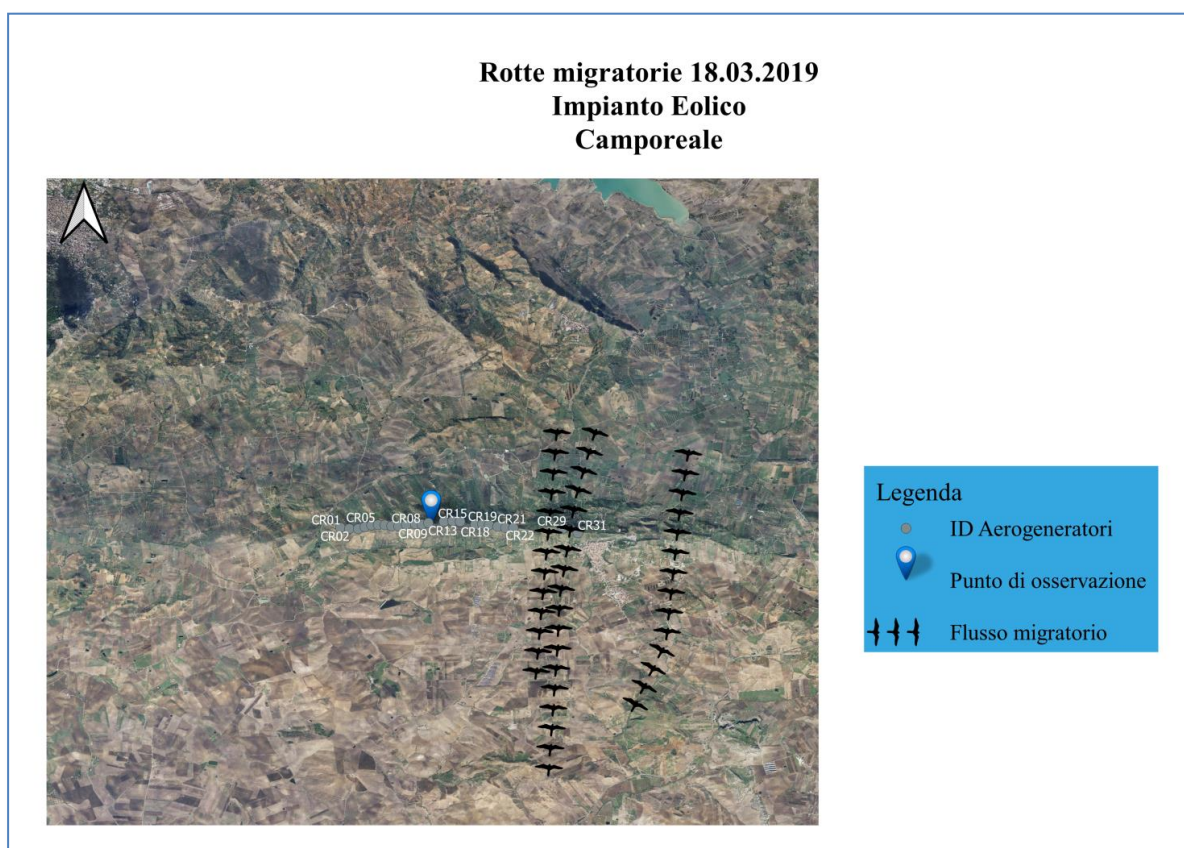 Rotte migratorie 18.03.2019
Impianto Eolico
Camporeale
CR01
CR05
CR02
CR08
CR09
CR15
CR13
CR19
CR18
CR21
CR22
CR29
CR31
Legenda
ID Aerogeneratori
Punto di osservazione
Flusso migratorio